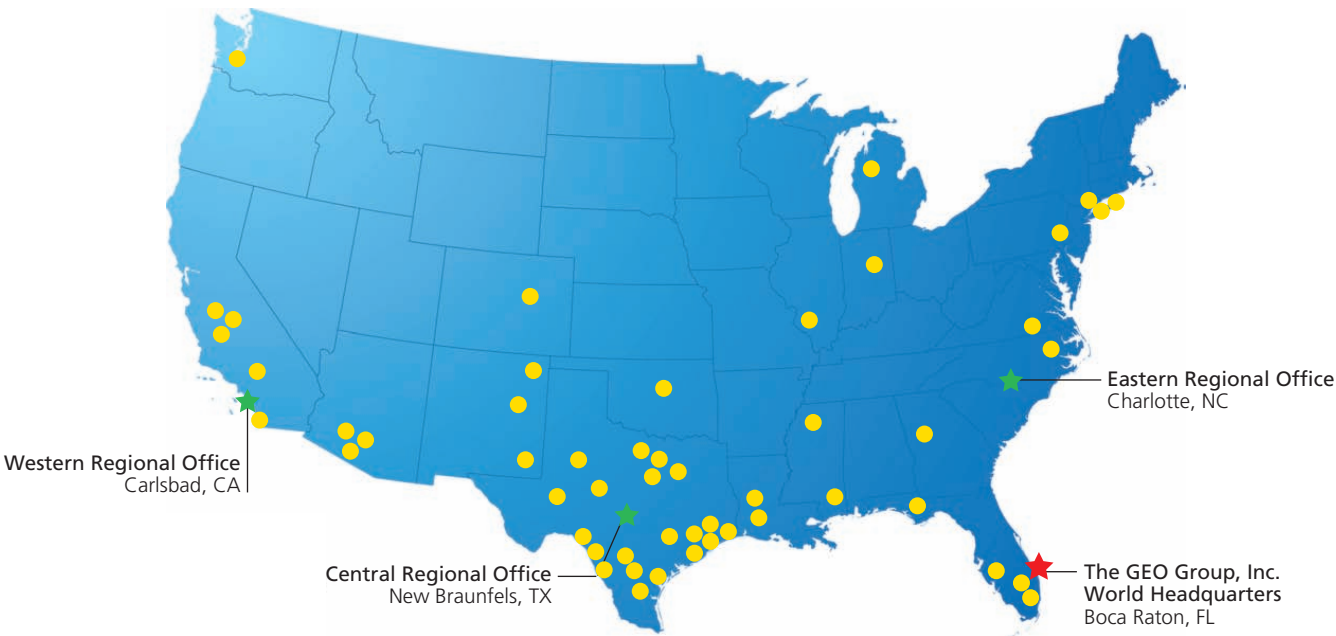 Eastern Regional Office
Charlotte, NC
Western Regional Office
Carlsbad, CA
Central Regional Office
New Braunfels, TX
The GEO Group, Inc.
World Headquarters
Boca Raton, FL